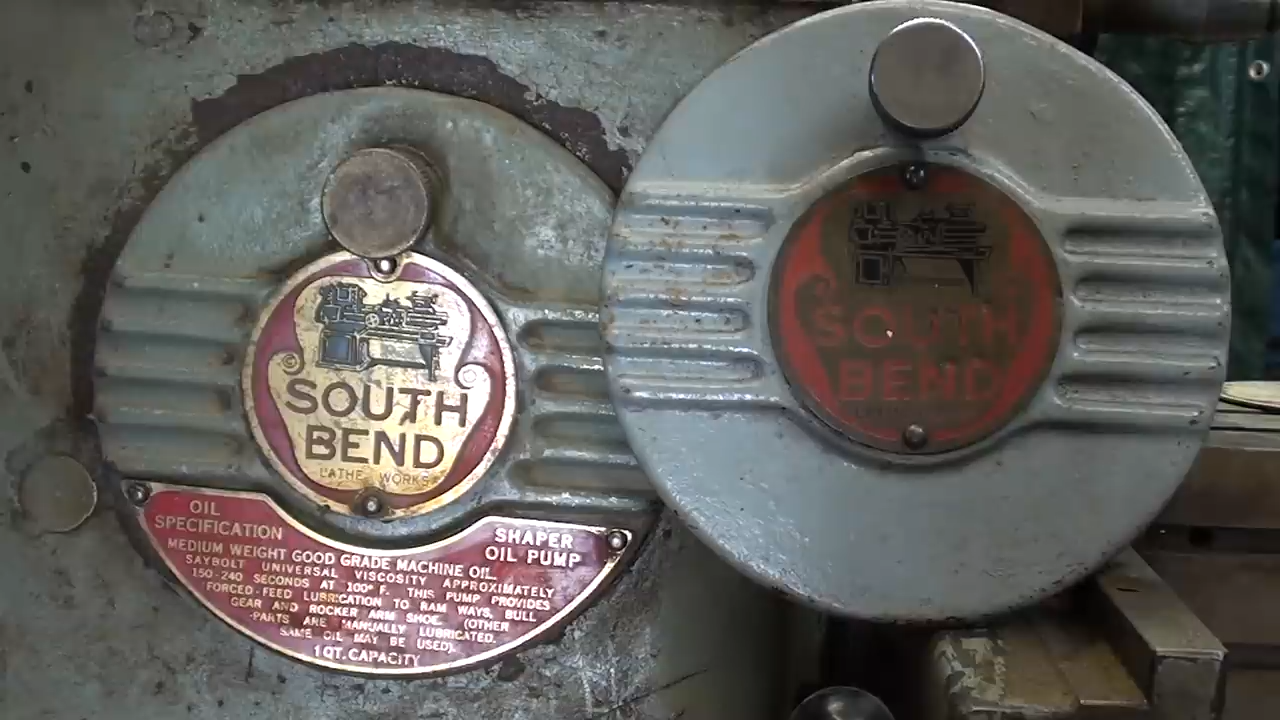 SOUTH
BEND
LATHE WORKS
OIL
SPECIFICATION
SHAPER
OIL PUMP
MEDIUM WEIGHT GOOD GRADE MACHINE OIL.
SAYBOLT UNIVERSAL VISCOSITY APPROXIMATELY
150-240 SECONDS AT 100° F. THIS PUMP PROVIDES
FORCED-FEED LUBRICATION TO RAM WAYS, BULL
GEAR AND ROCKER ARM SHOE. (OTHER
PARTS ARE MANUALLY LUBRICATED.
SAME OIL MAY BE USED).
1 QT. CAPACITY
SOUTH
BEND